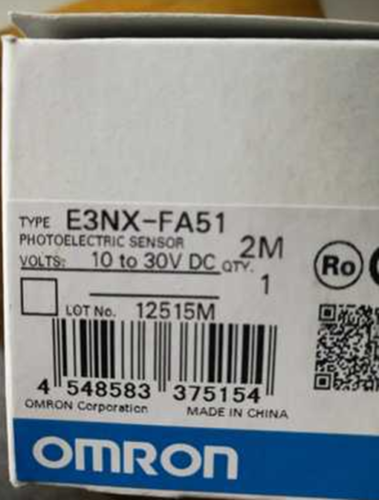 TYPE E3NX-FA51
PHOTOELECTRIC SENSOR 2M
VOLTS: 10 to 30V DC QTY. 1
LOT No. 12515M
4 548583 375154
OMRON Corporation MADE IN CHINA
OMRON
Ro